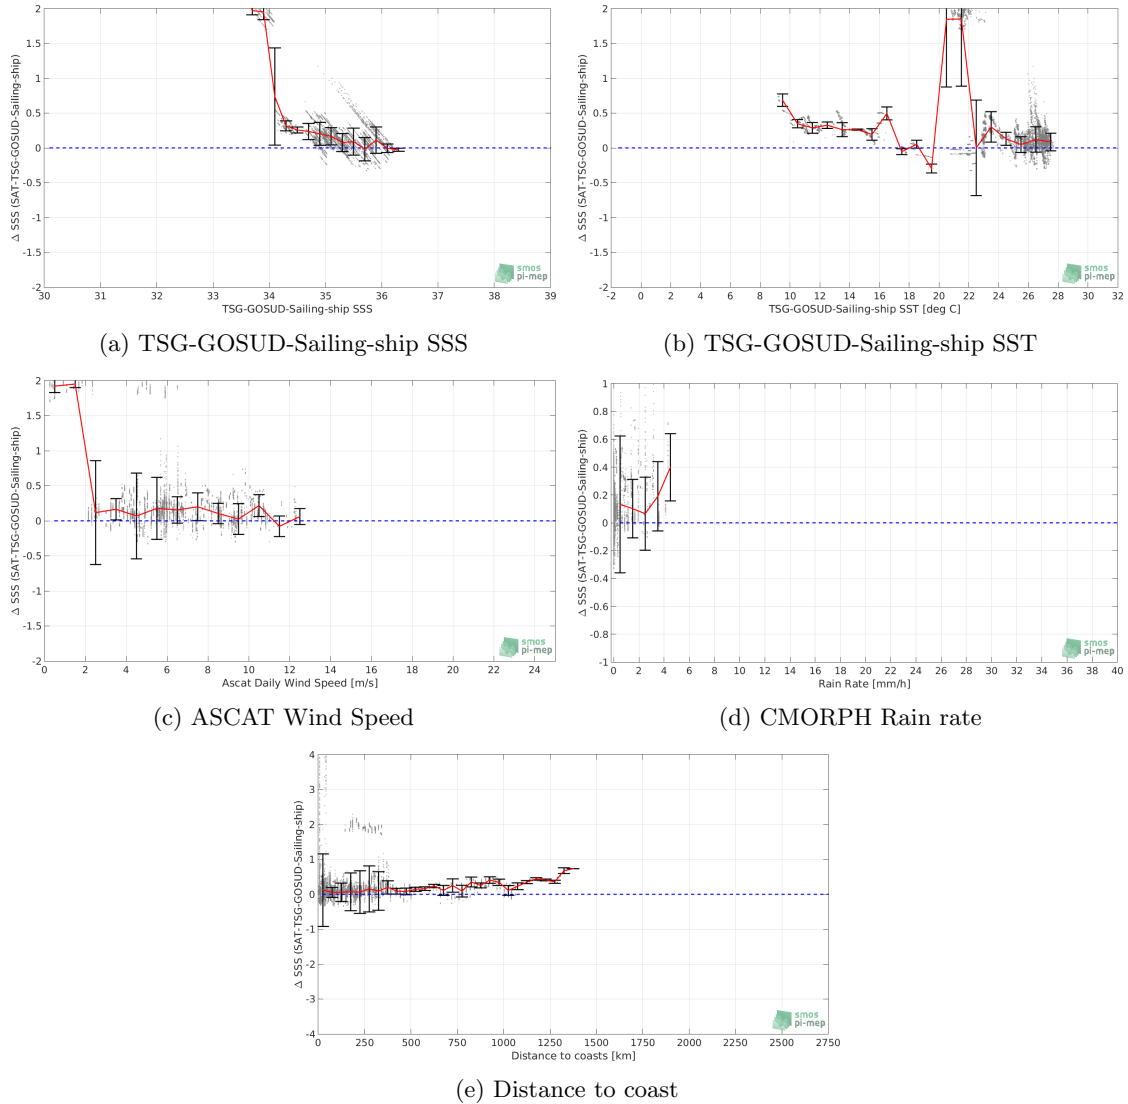 2
1.5
1
0.5
0
-0.5
-1
-1.5
-2
Δ SSS (SAT-TSG-GOSUD-Sailing-ship)
30 31 32 33 34 35 36 37 38 39
TSG-GOSUD-Sailing-ship SSS
smos
pi-mep
(a) TSG-GOSUD-Sailing-ship SSS
2
1.5
1
0.5
0
-0.5
-1
-1.5
-2
Δ SSS (SAT-TSG-GOSUD-Sailing-ship)
-2 0 2 4 6 8 10 12 14 16 18 20 22 24 26 28 30 32
TSG-GOSUD-Sailing-ship SST [deg C]
smos
pi-mep
(b) TSG-GOSUD-Sailing-ship SST
2
1.5
1
0.5
0
-0.5
-1
-1.5
-2
Δ SSS (SAT-TSG-GOSUD-Sailing-ship)
0 2 4 6 8 10 12 14 16 18 20 22 24
Ascat Daily Wind Speed [m/s]
smos
pi-mep
(c) ASCAT Wind Speed
1
0.8
0.6
0.4
0.2
0
-0.2
-0.4
-0.6
-0.8
-1
Δ SSS (SAT-TSG-GOSUD-Sailing-ship)
0 2 4 6 8 10 12 14 16 18 20 22 24 26 28 30 32 34 36 38 40
Rain Rate [mm/h]
smos
pi-mep
(d) CMORPH Rain rate
4
3
2
1
0
-1
-2
-3
-4
Δ SSS (SAT-TSG-GOSUD-Sailing-ship)
0 250 500 750 1000 1250 1500 1750 2000 2250 2500 2750
Distance to coasts [km]
smos
pi-mep
(e) Distance to coast